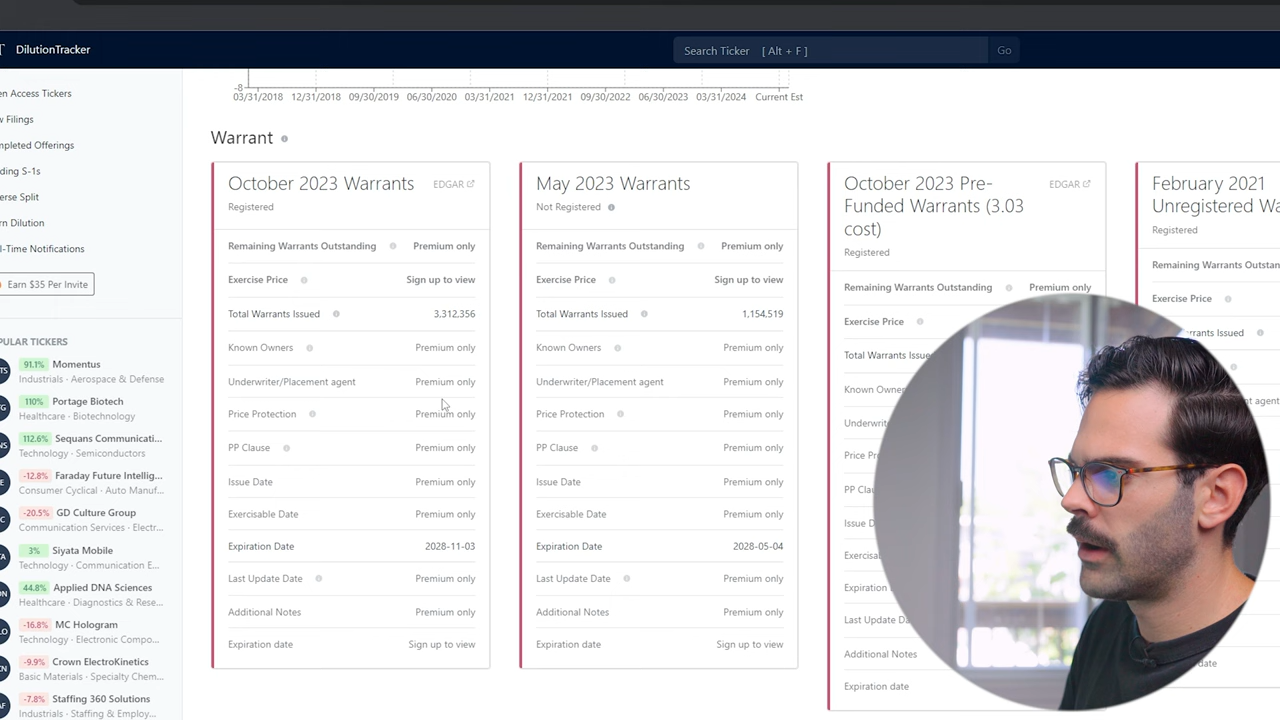 DilutionTracker
Search Ticker [ Alt + F ]
Go
Access Tickers
Filings
Offerings
S-1s
Split
Dilution
Notifications
Earn $35 Per Invite
TICKERS
91.1% Momentus
Industrials · Aerospace & Defense
110% Portage Biotech
Healthcare · Biotechnology
112.6% Sequans Communicati...
Technology · Semiconductors
-12.8% Faraday Future Intellig...
Consumer Cyclical · Auto Manuf...
-20.5% GD Culture Group
Communication Services · Electr...
3% Siyata Mobile
Technology · Communication E...
44.8% Applied DNA Sciences
Healthcare · Diagnostics & Rese...
-16.8% MC Hologram
Technology · Electronic Compo...
-9.9% Crown ElectroKinetics
Basic Materials · Specialty Chem...
-7.8% Staffing 360 Solutions
Industrials · Staffing & Employ...
-8
03/31/2018 12/31/2018 09/30/2019 06/30/2020 03/31/2021 12/31/2021 09/30/2022 06/30/2023 03/31/2024 Current Est
Warrant
October 2023 Warrants EDGAR
Registered
Remaining Warrants Outstanding Premium only
Exercise Price Sign up to view
Total Warrants Issued 3,312,356
Known Owners Premium only
Underwriter/Placement agent Premium only
Price Protection Premium only
PP Clause Premium only
Issue Date Premium only
Exercisable Date Premium only
Expiration Date 2028-11-03
Last Update Date Premium only
Additional Notes Premium only
Expiration date Sign up to view
May 2023 Warrants
Not Registered
Remaining Warrants Outstanding Premium only
Exercise Price Sign up to view
Total Warrants Issued 1,154,519
Known Owners Premium only
Underwriter/Placement agent Premium only
Price Protection Premium only
PP Clause Premium only
Issue Date Premium only
Exercisable Date Premium only
Expiration Date 2028-05-04
Last Update Date Premium only
Additional Notes Premium only
Expiration date Sign up to view
October 2023 Pre-
EDGAR
Funded Warrants (3.03
cost)
Registered
Remaining Warrants Outstanding Premium only
Exercise Price
Total Warrants
Known
PP
Issue
Expiration
Last Update
Additional Notes
Expiration date
February 2021
Unregistered
Registered
Remaining Warrants
Exercise Price
Issued
agent
date